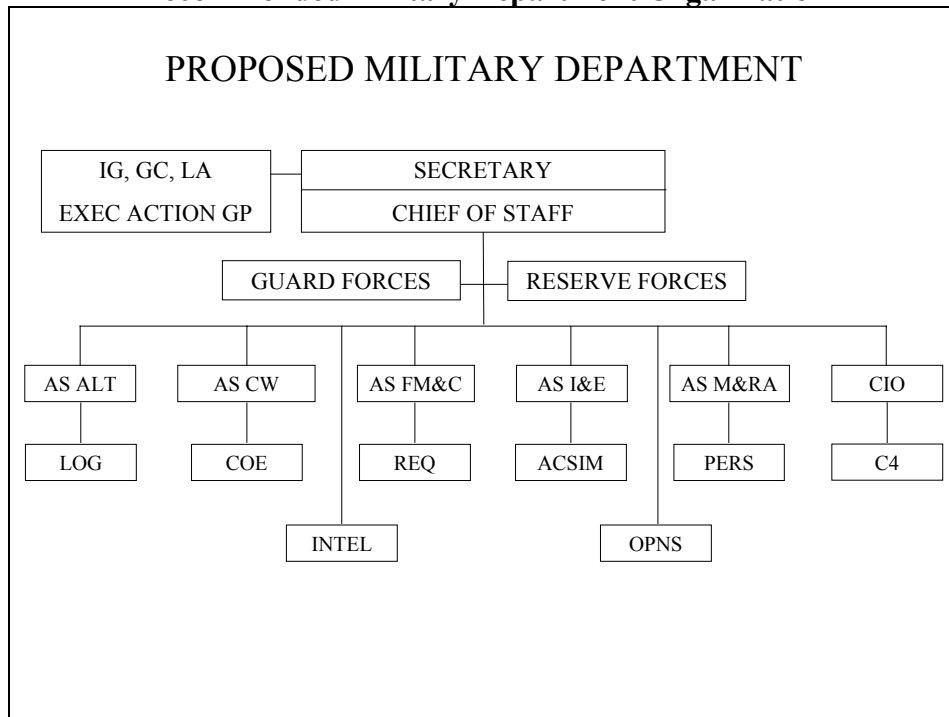 PROPOSED MILITARY DEPARTMENT
IG, GC, LA
EXEC ACTION GP
SECRETARY
CHIEF OF STAFF
GUARD FORCES
RESERVE FORCES
AS ALT
AS CW
AS FM&C
AS I&E
AS M&RA
CIO
LOG
COE
REQ
ACSIM
PERS
C4
INTEL
OPNS